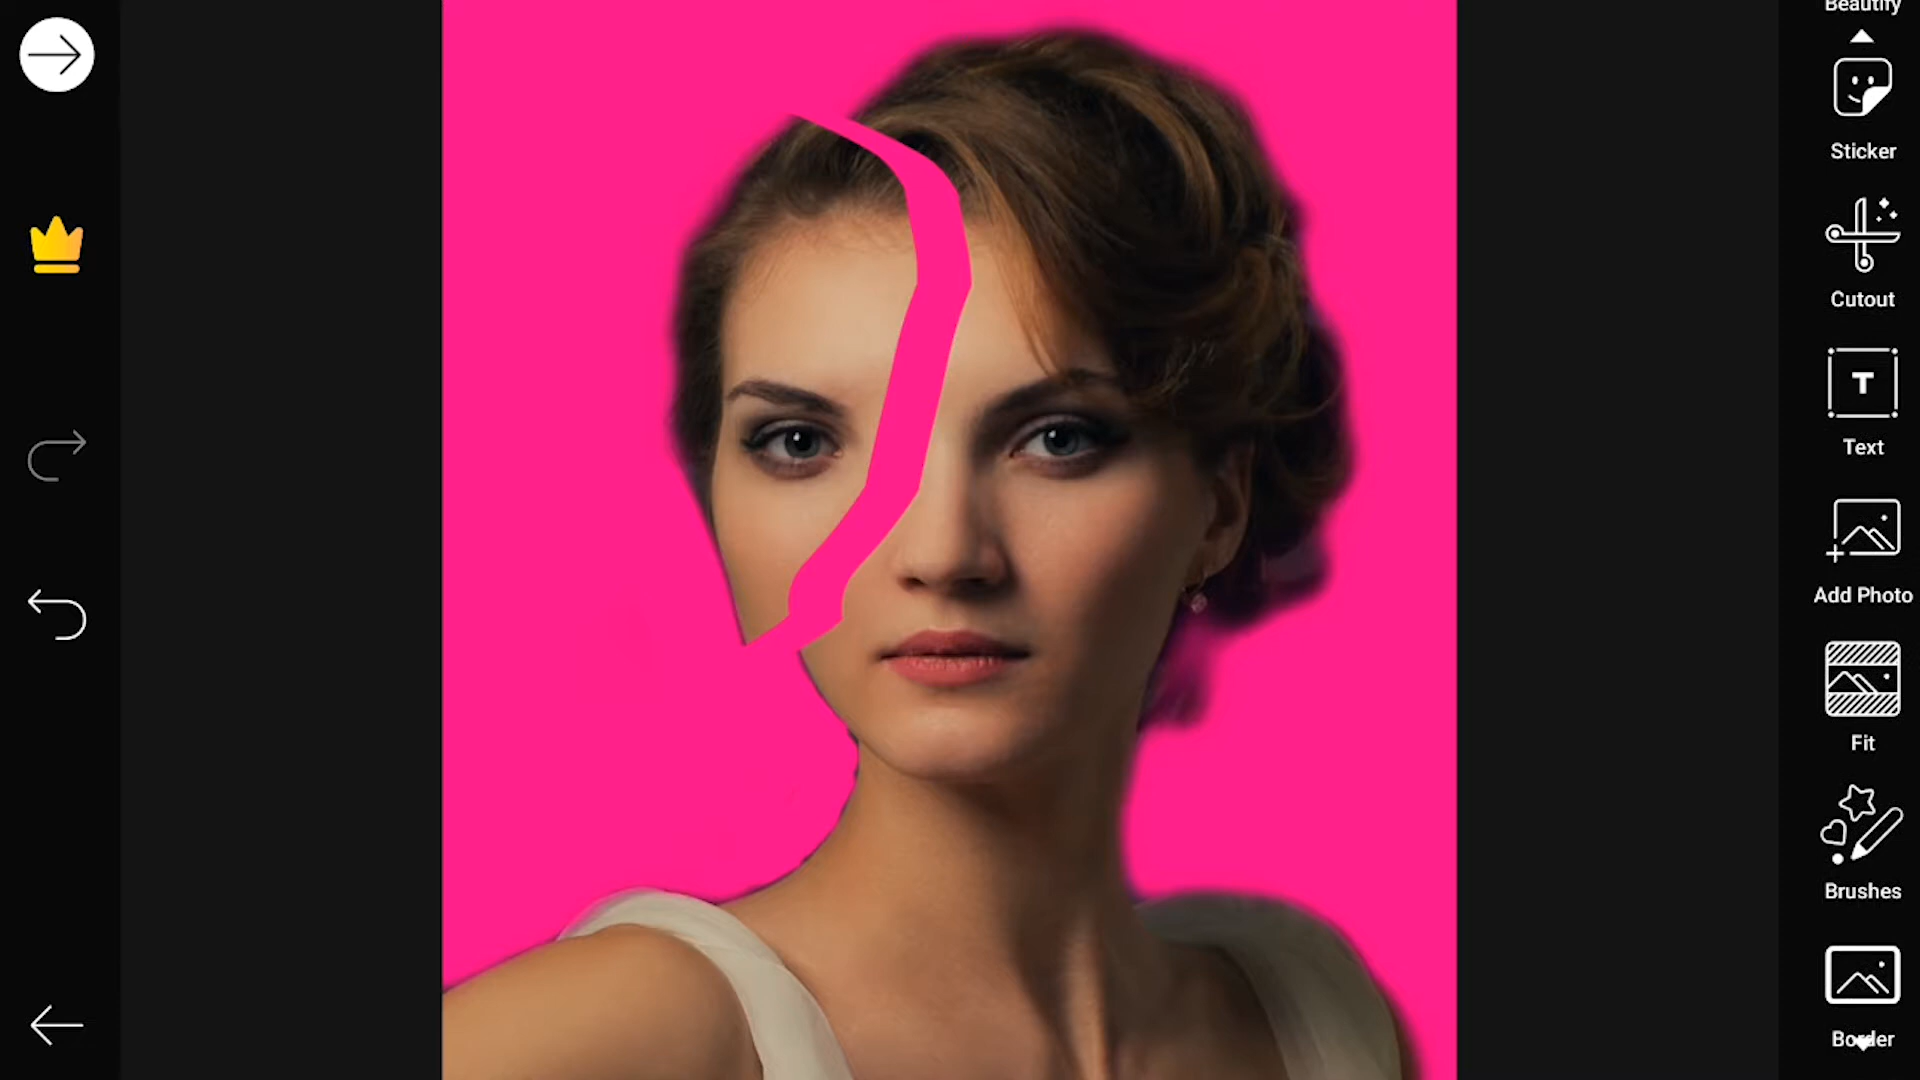 Beautify
Sticker
Cutout
T
Text
Add Photo
Fit
Brushes
Border